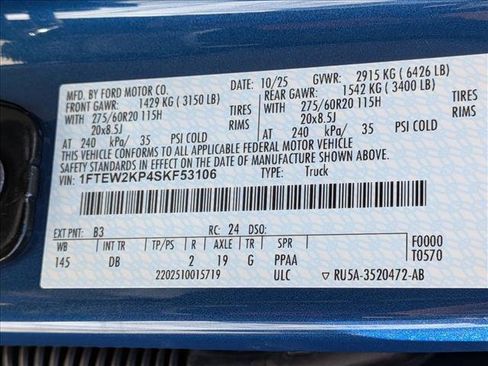 MFD. BY FORD MOTOR CO.
DATE: 10/25 GVWR: 2915 KG ( 6426 LB)
FRONT GAWR: 1429 KG ( 3150 LB) REAR GAWR: 1542 KG ( 3400 LB)
WITH 275/60R20 115H TIRES WITH 275/60R20 115H TIRES
20x8.5J RIMS 20x8.5J RIMS
AT 240 kPa/ 35 PSI COLD AT 240 kPa/ 35 PSI COLD
THIS VEHICLE CONFORMS TO ALL APPLICABLE FEDERAL MOTOR VEHICLE
SAFETY STANDARDS IN EFFECT ON THE DATE OF MANUFACTURE SHOWN ABOVE.
VIN: 1FTEW2KP4SKF53106 TYPE: Truck
EXT PNT: B3 RC: 24 DSO:
WB INT TR TP/PS R AXLE TR SPR F0000
145 DB 2 19 G PPAA T0570
2202510015719 ULC ▽ RU5A-3520472-AB